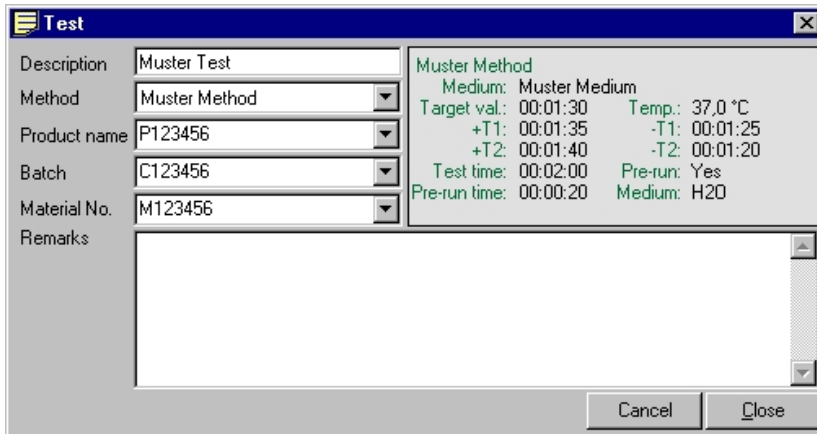 Test
Description Muster Test
Method Muster Method
Product name P123456
Batch C123456
Material No. M123456
Remarks
Muster Method
Medium: Muster Medium
Target val.: 00:01:30 Temp.: 37,0 °C
+T1: 00:01:35 -T1: 00:01:25
+T2: 00:01:40 -T2: 00:01:20
Test time: 00:02:00 Pre-run: Yes
Pre-run time: 00:00:20 Medium: H2O
Cancel Close